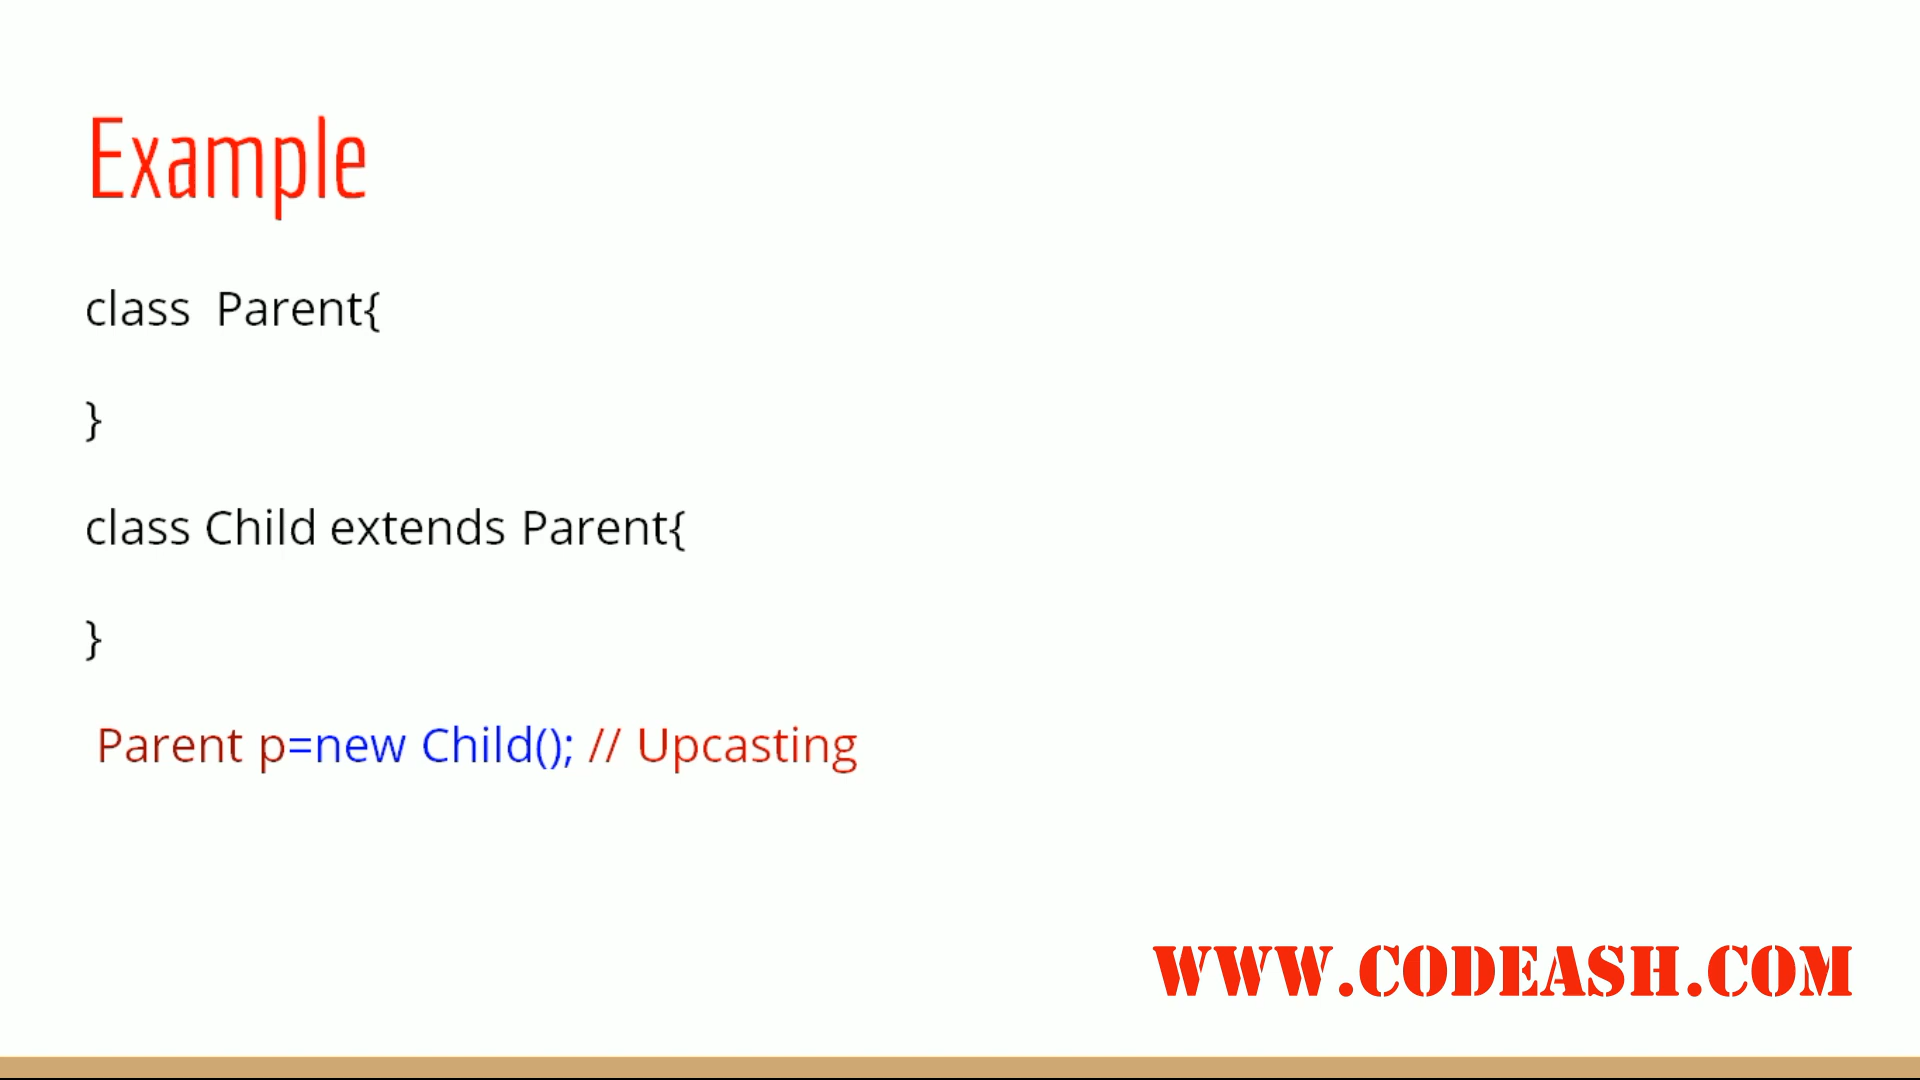 Example
class  Parent{
}
class Child extends Parent{
}
Parent p=new Child(); // Upcasting
WWW.CODEASH.COM